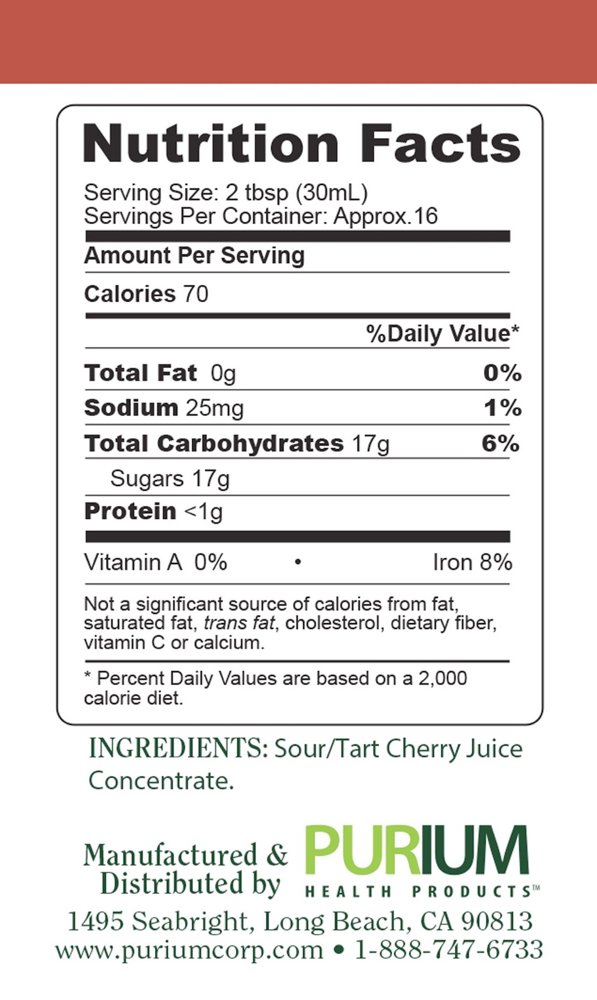 Nutrition Facts
Serving Size: 2 tbsp (30mL)
Servings Per Container: Approx.16
Amount Per Serving
Calories 70
%Daily Value*
Total Fat 0g 0%
Sodium 25mg 1%
Total Carbohydrates 17g 6%
Sugars 17g
Protein <1g
Vitamin A 0% • Iron 8%
Not a significant source of calories from fat,
saturated fat, trans fat, cholesterol, dietary fiber,
vitamin C or calcium.
* Percent Daily Values are based on a 2,000
calorie diet.
INGREDIENTS: Sour/Tart Cherry Juice
Concentrate.
Manufactured &
Distributed by
PURIUM
HEALTH PRODUCTS™
1495 Seabright, Long Beach, CA 90813
www.puriumcorp.com • 1-888-747-6733